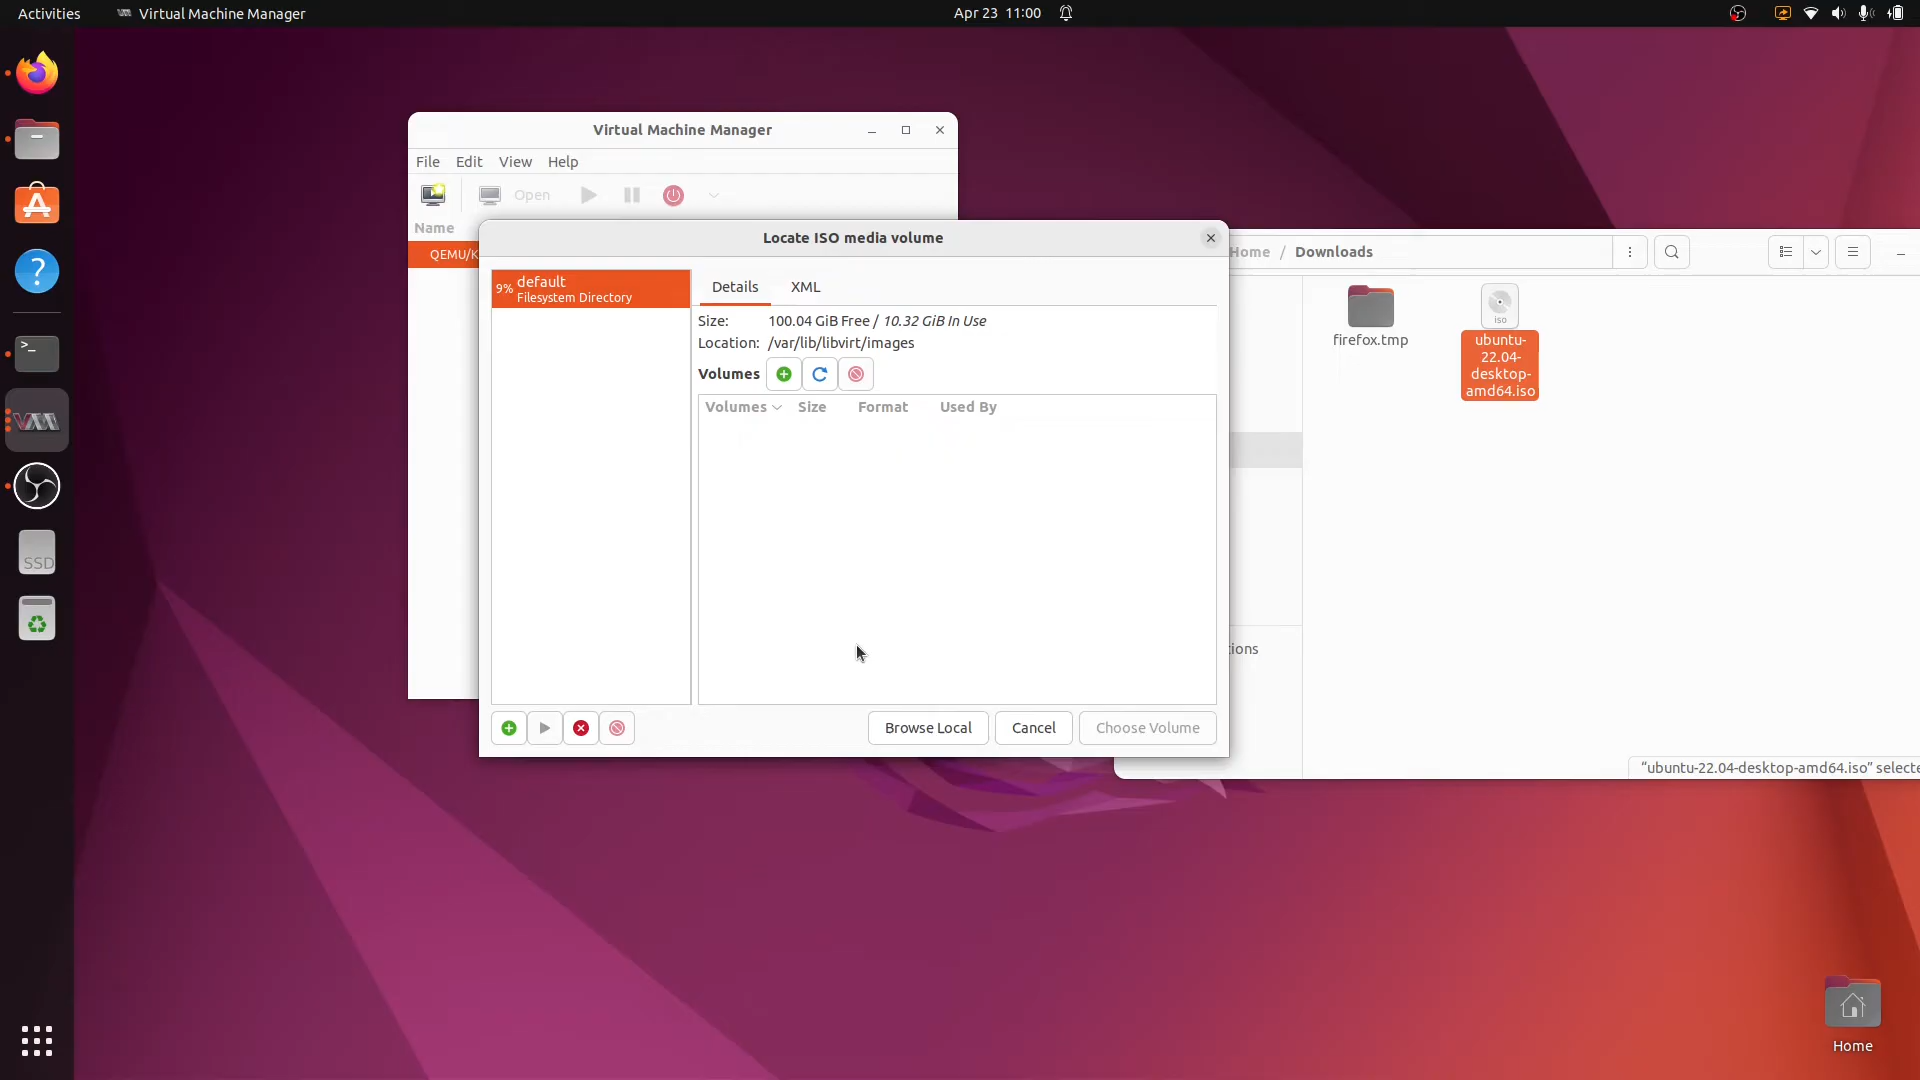 Activities
Virtual Machine Manager
Apr 23 11:00
Virtual Machine Manager
File Edit View Help
Open
Name
QEMU/K
Locate ISO media volume
9% default
Filesystem Directory
Details XML
Size: 100.04 GiB Free / 10.32 GiB In Use
Location: /var/lib/libvirt/images
Volumes
Volumes Size Format Used By
Browse Local Cancel Choose Volume
Home / Downloads
firefox.tmp
iso
ubuntu-
22.04-
desktop-
amd64.iso
tions
“ubuntu-22.04-desktop-amd64.iso” selecte
>_
SSD
Home